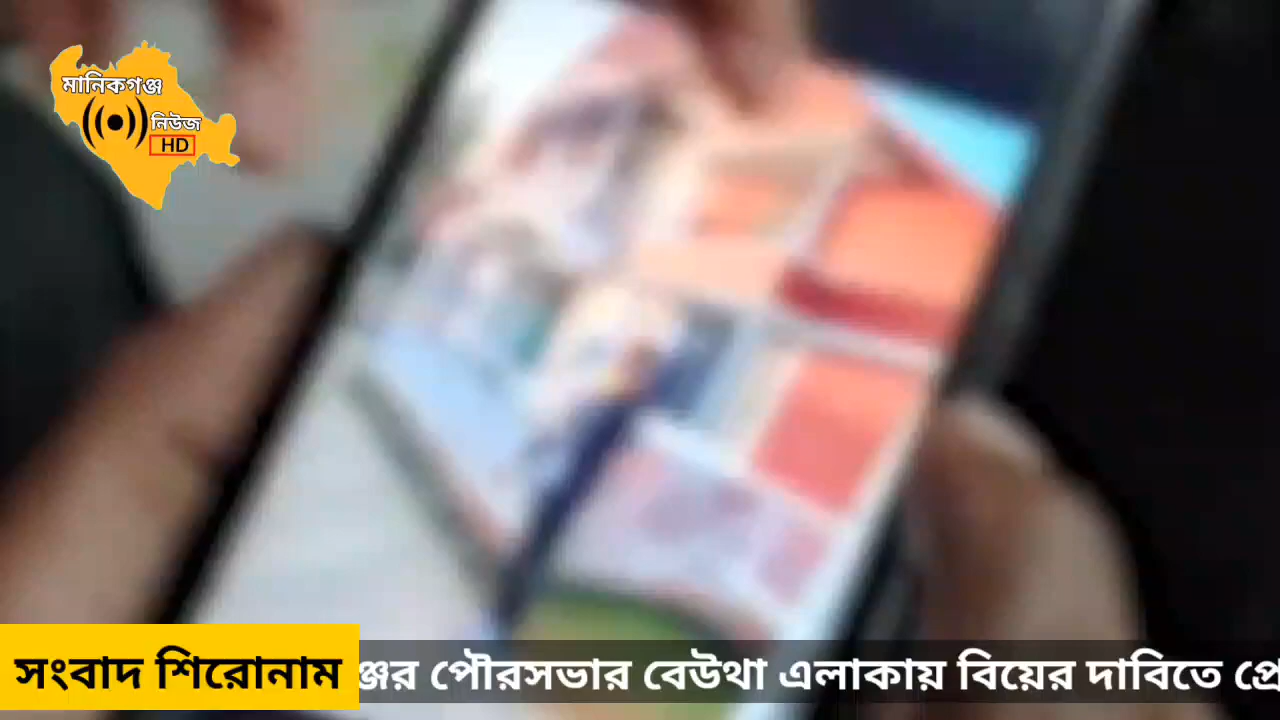 মানিকগঞ্জ
নিউজ
HD
সংবাদ শিরোনাম
ঞ্জের পৌরসভার বেউথা এলাকায় বিয়ের দাবিতে প্রে